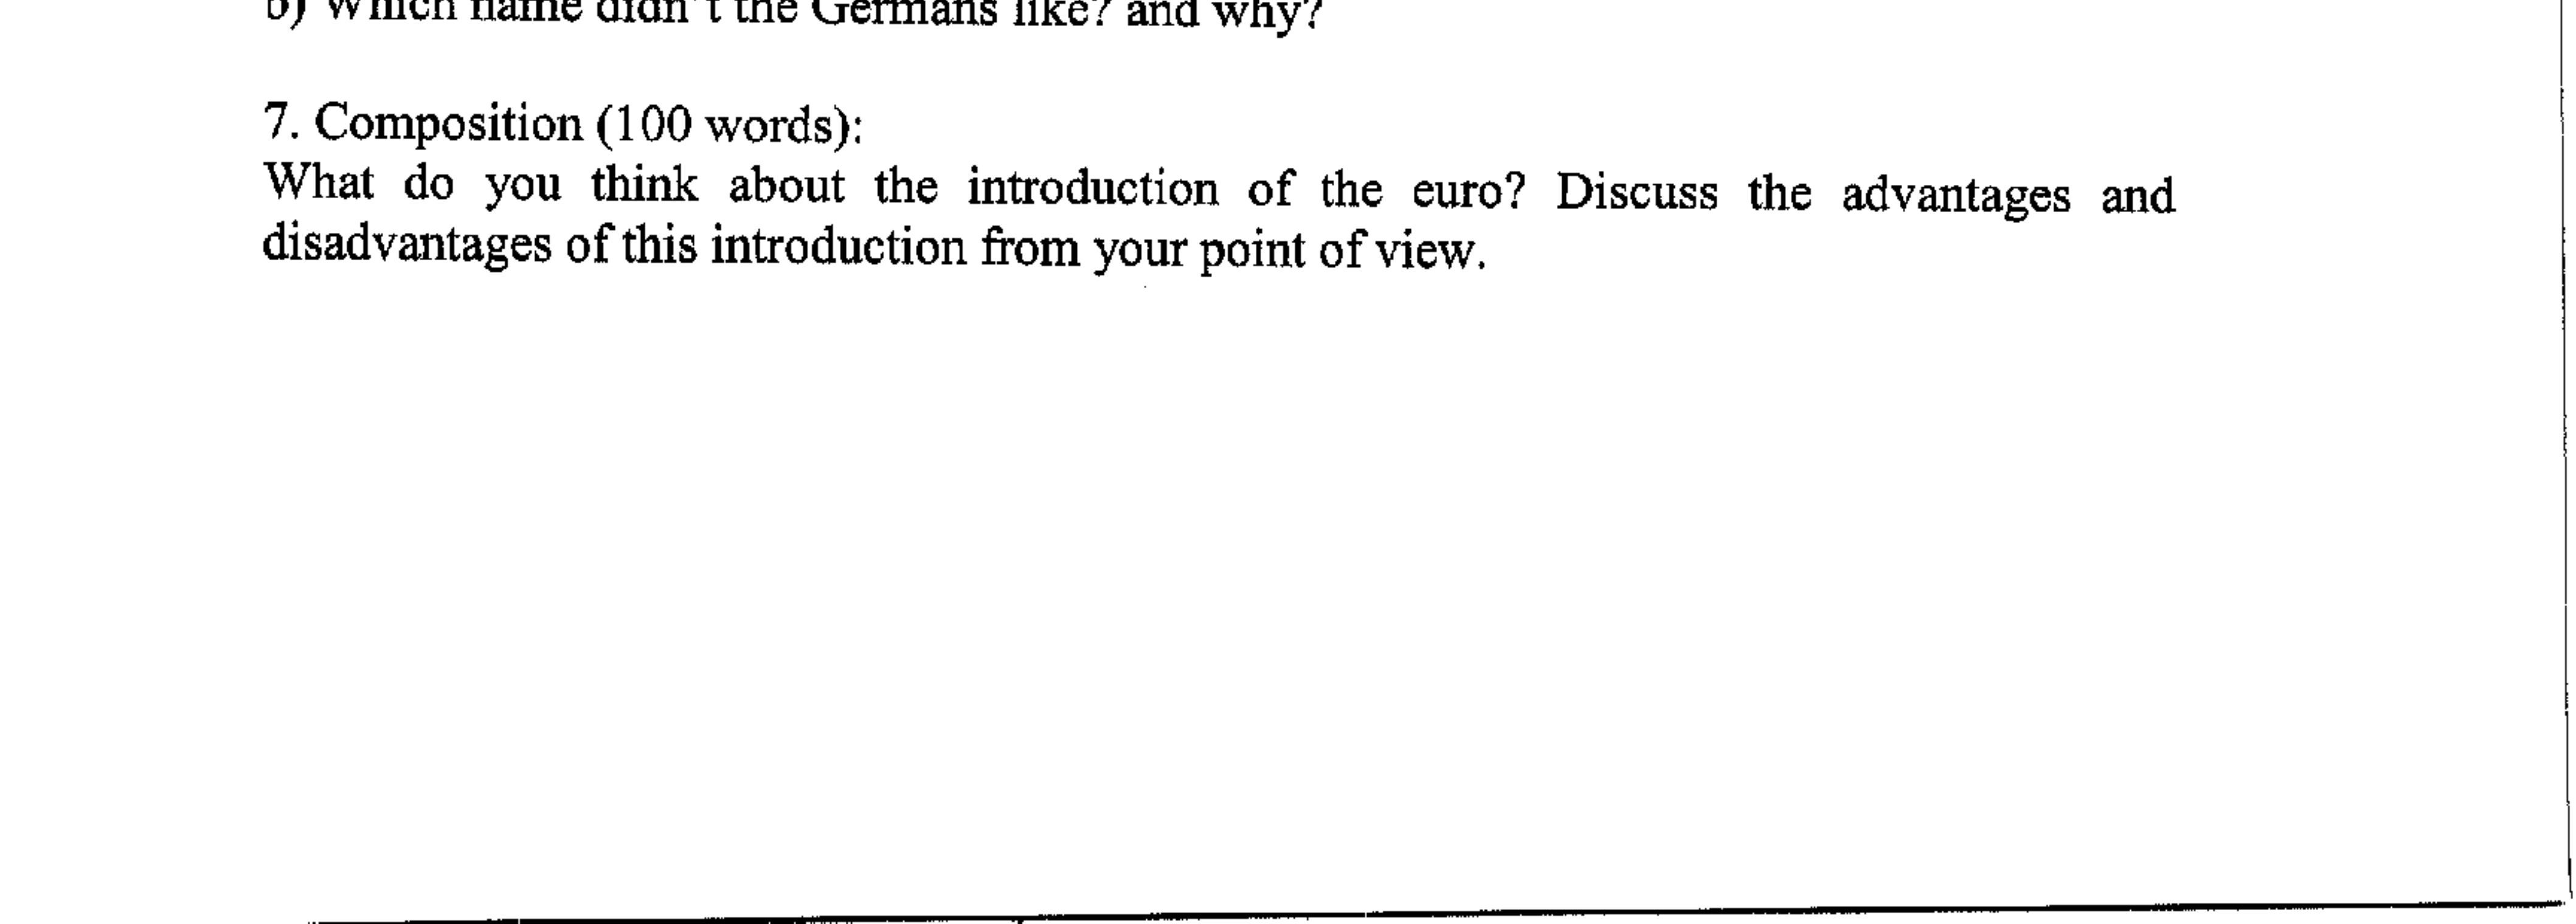 b) Which name didn't the Germans like? and why?
7. Composition (100 words):
What do you think about the introduction of the euro? Discuss the advantages and
disadvantages of this introduction from your point of view.